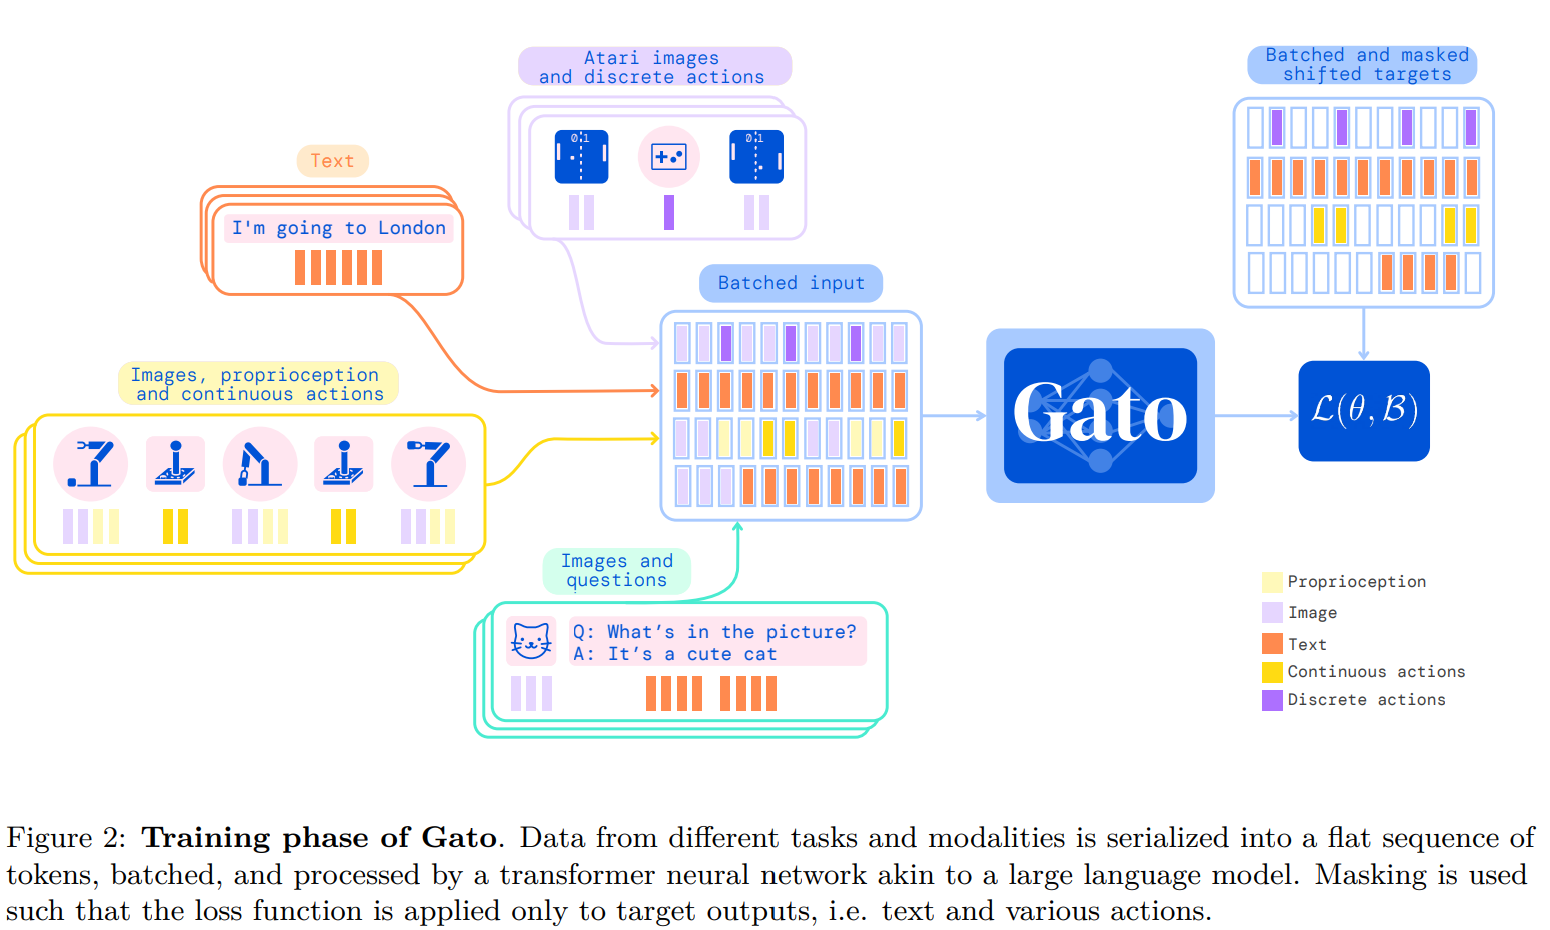 Atari images
and discrete actions
0 1
0 1
Batched and masked
shifted targets
Text
I'm going to London
Batched input
Images, proprioception
and continuous actions
Gato
ℒ(θ, ℬ)
Images and
questions
Q: What's in the picture?
A: It's a cute cat
Proprioception
Image
Text
Continuous actions
Discrete actions
Figure 2: Training phase of Gato. Data from different tasks and modalities is serialized into a flat sequence of
tokens, batched, and processed by a transformer neural network akin to a large language model. Masking is used
such that the loss function is applied only to target outputs, i.e. text and various actions.